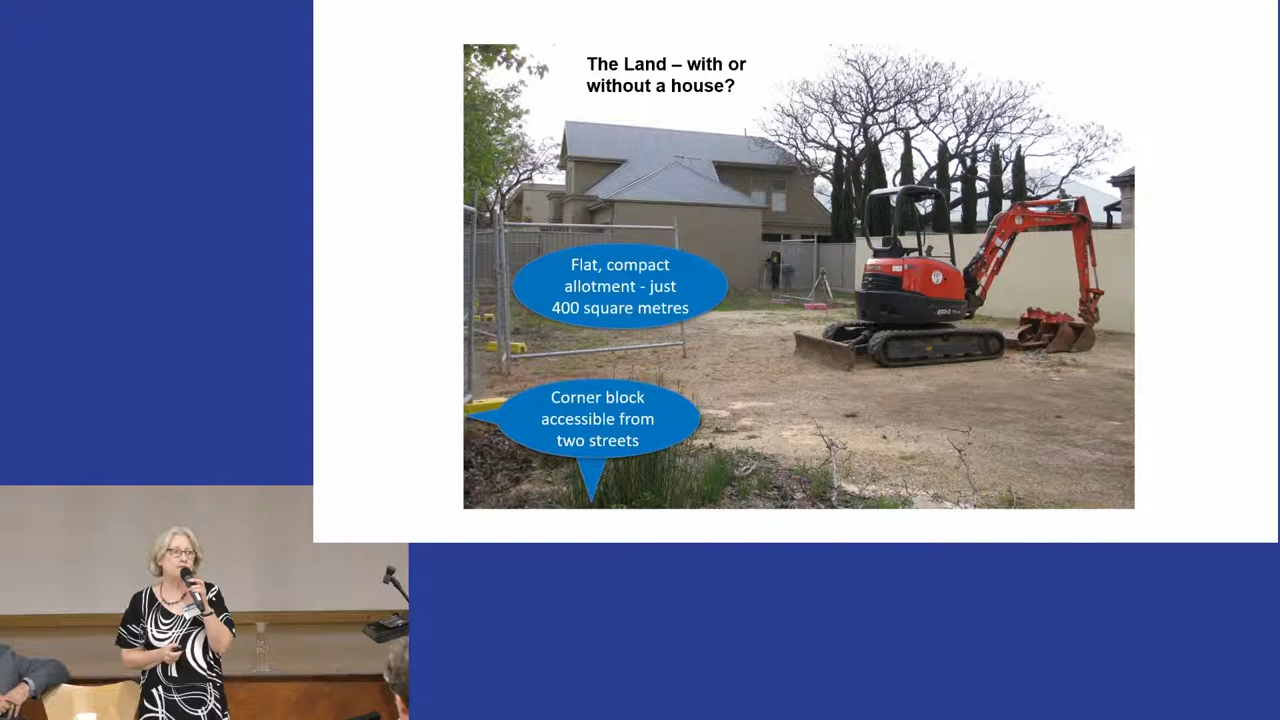 The Land – with or
without a house?
Flat, compact
allotment - just
400 square metres
Corner block
accessible from
two streets